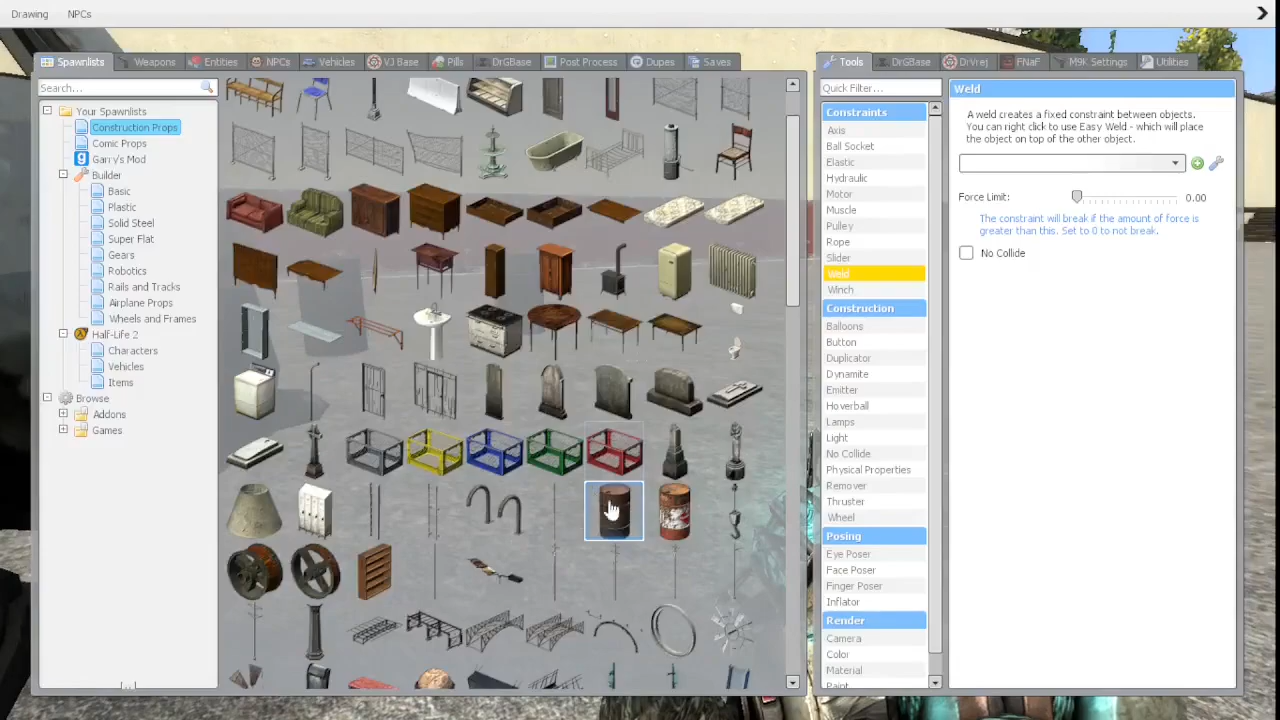 Drawing NPCs
Spawnlists Weapons Entities NPCs Vehicles V3 Base Pills DrGBase Post Process Dupes Saves
Tools DrGBase DrVrej FNaF M9K Settings Utilities
Search...
Your Spawnlists
Construction Props
Comic Props
Garry's Mod
Builder
Basic
Plastic
Solid Steel
Super Flat
Gears
Robotics
Rails and Tracks
Airplane Props
Wheels and Frames
Half-Life 2
Characters
Vehicles
Items
Browse
Addons
Games
Quick Filter...
Constraints
Axis
Ball Socket
Elastic
Hydraulic
Motor
Muscle
Pulley
Rope
Slider
Weld
Winch
Construction
Balloons
Button
Duplicator
Dynamite
Emitter
Hoverball
Lamps
Light
No Collide
Physical Properties
Remover
Thruster
Wheel
Posing
Eye Poser
Face Poser
Finger Poser
Inflator
Render
Camera
Color
Material
Paint
Weld
A weld creates a fixed constraint between objects.
You can right click to use Easy Weld - which will place
the object on top of the other object.
Force Limit: 0.00
The constraint will break if the amount of force is
greater than this. Set to 0 to not break.
No Collide